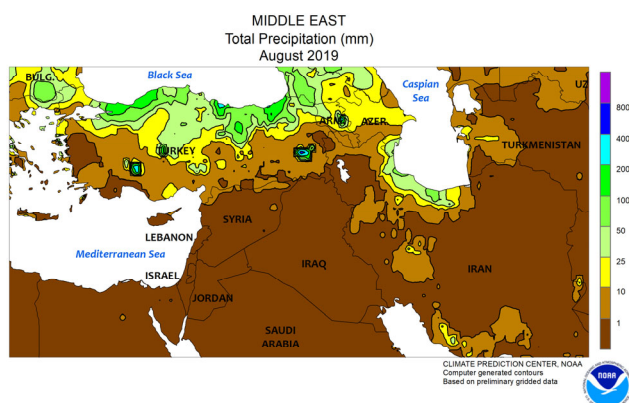 MIDDLE EAST
Total Precipitation (mm)
August 2019
BULG.
Black Sea
Caspian
Sea
UZ
ARM.
AZER.
TURKEY
TURKMENISTAN
SYRIA
LEBANON
Mediterranean Sea
IRAQ
IRAN
ISRAEL
JORDAN
SAUDI
ARABIA
800
400
200
100
50
25
10
1
CLIMATE PREDICTION CENTER, NOAA
Computer generated contours
Based on preliminary gridded data
NOAA